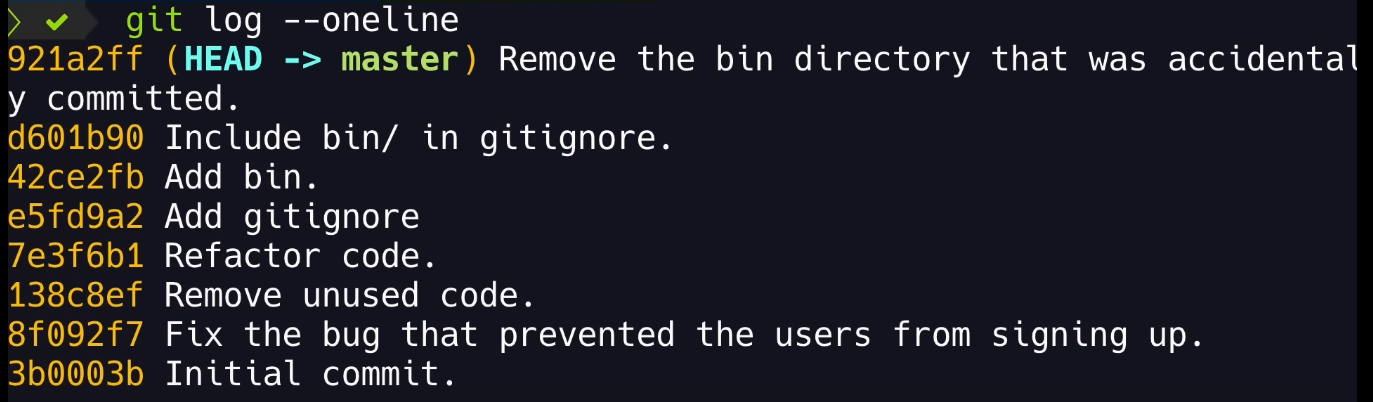 git log --oneline
921a2ff (HEAD -> master) Remove the bin directory that was accidental
y committed.
d601b90 Include bin/ in gitignore.
42ce2fb Add bin.
e5fd9a2 Add gitignore
7e3f6b1 Refactor code.
138c8ef Remove unused code.
8f092f7 Fix the bug that prevented the users from signing up.
3b0003b Initial commit.